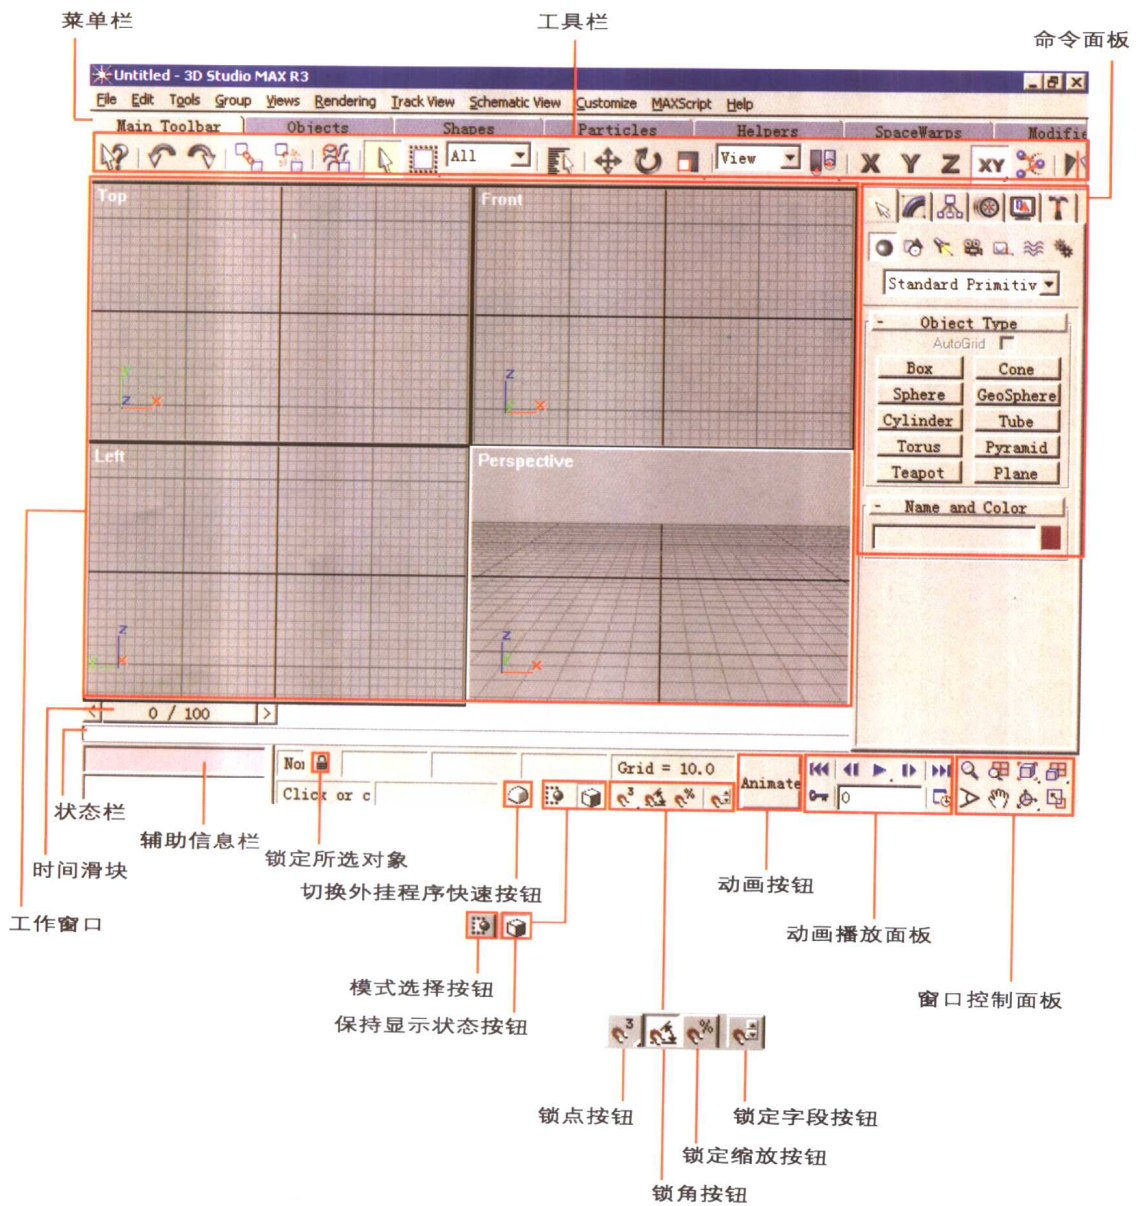 菜单栏
工具栏
命令面板
Untitled - 3D Studio MAX R3
File Edit Tools Group Views Rendering Track View Schematic View Customize MAXScript Help
Main Toolbar Objects Shapes Particles Helpers SpaceWarps Modifie
All View X Y Z XY
Top
Front
Standard Primitiv
- Object Type
AutoGrid
Box Cone
Sphere GeoSphere
Cylinder Tube
Torus Pyramid
Teapot Plane
- Name and Color
Y
Z X
Z
Y X
Left
Perspective
Z
Y X
Z
Y X
< 0 / 100 >
Nor
Grid = 10.0
Click or c
3
%
Animate
0
状态栏
辅助信息栏
时间滑块
锁定所选对象
切换外挂程序快速按钮
动画按钮
工作窗口
动画播放面板
模式选择按钮
窗口控制面板
保持显示状态按钮
3
%
锁点按钮
锁定字段按钮
锁定缩放按钮
锁角按钮